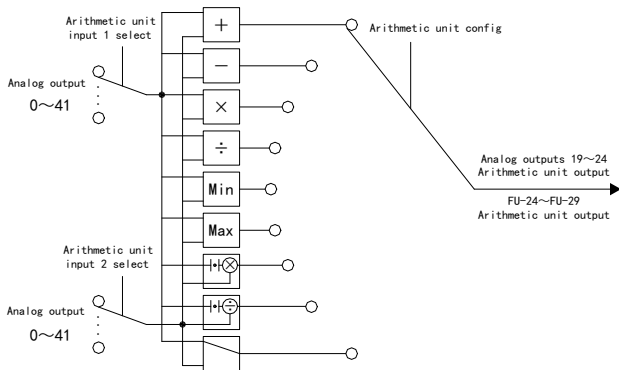 Arithmetic unit
input 1 select
Analog output
0～41
+
−
×
÷
Min
Max
|•|⊗
|•|÷
Arithmetic unit config
Analog outputs 19～24
Arithmetic unit output
FU-24～FU-29
Arithmetic unit output
Arithmetic unit
input 2 select
Analog output
0～41